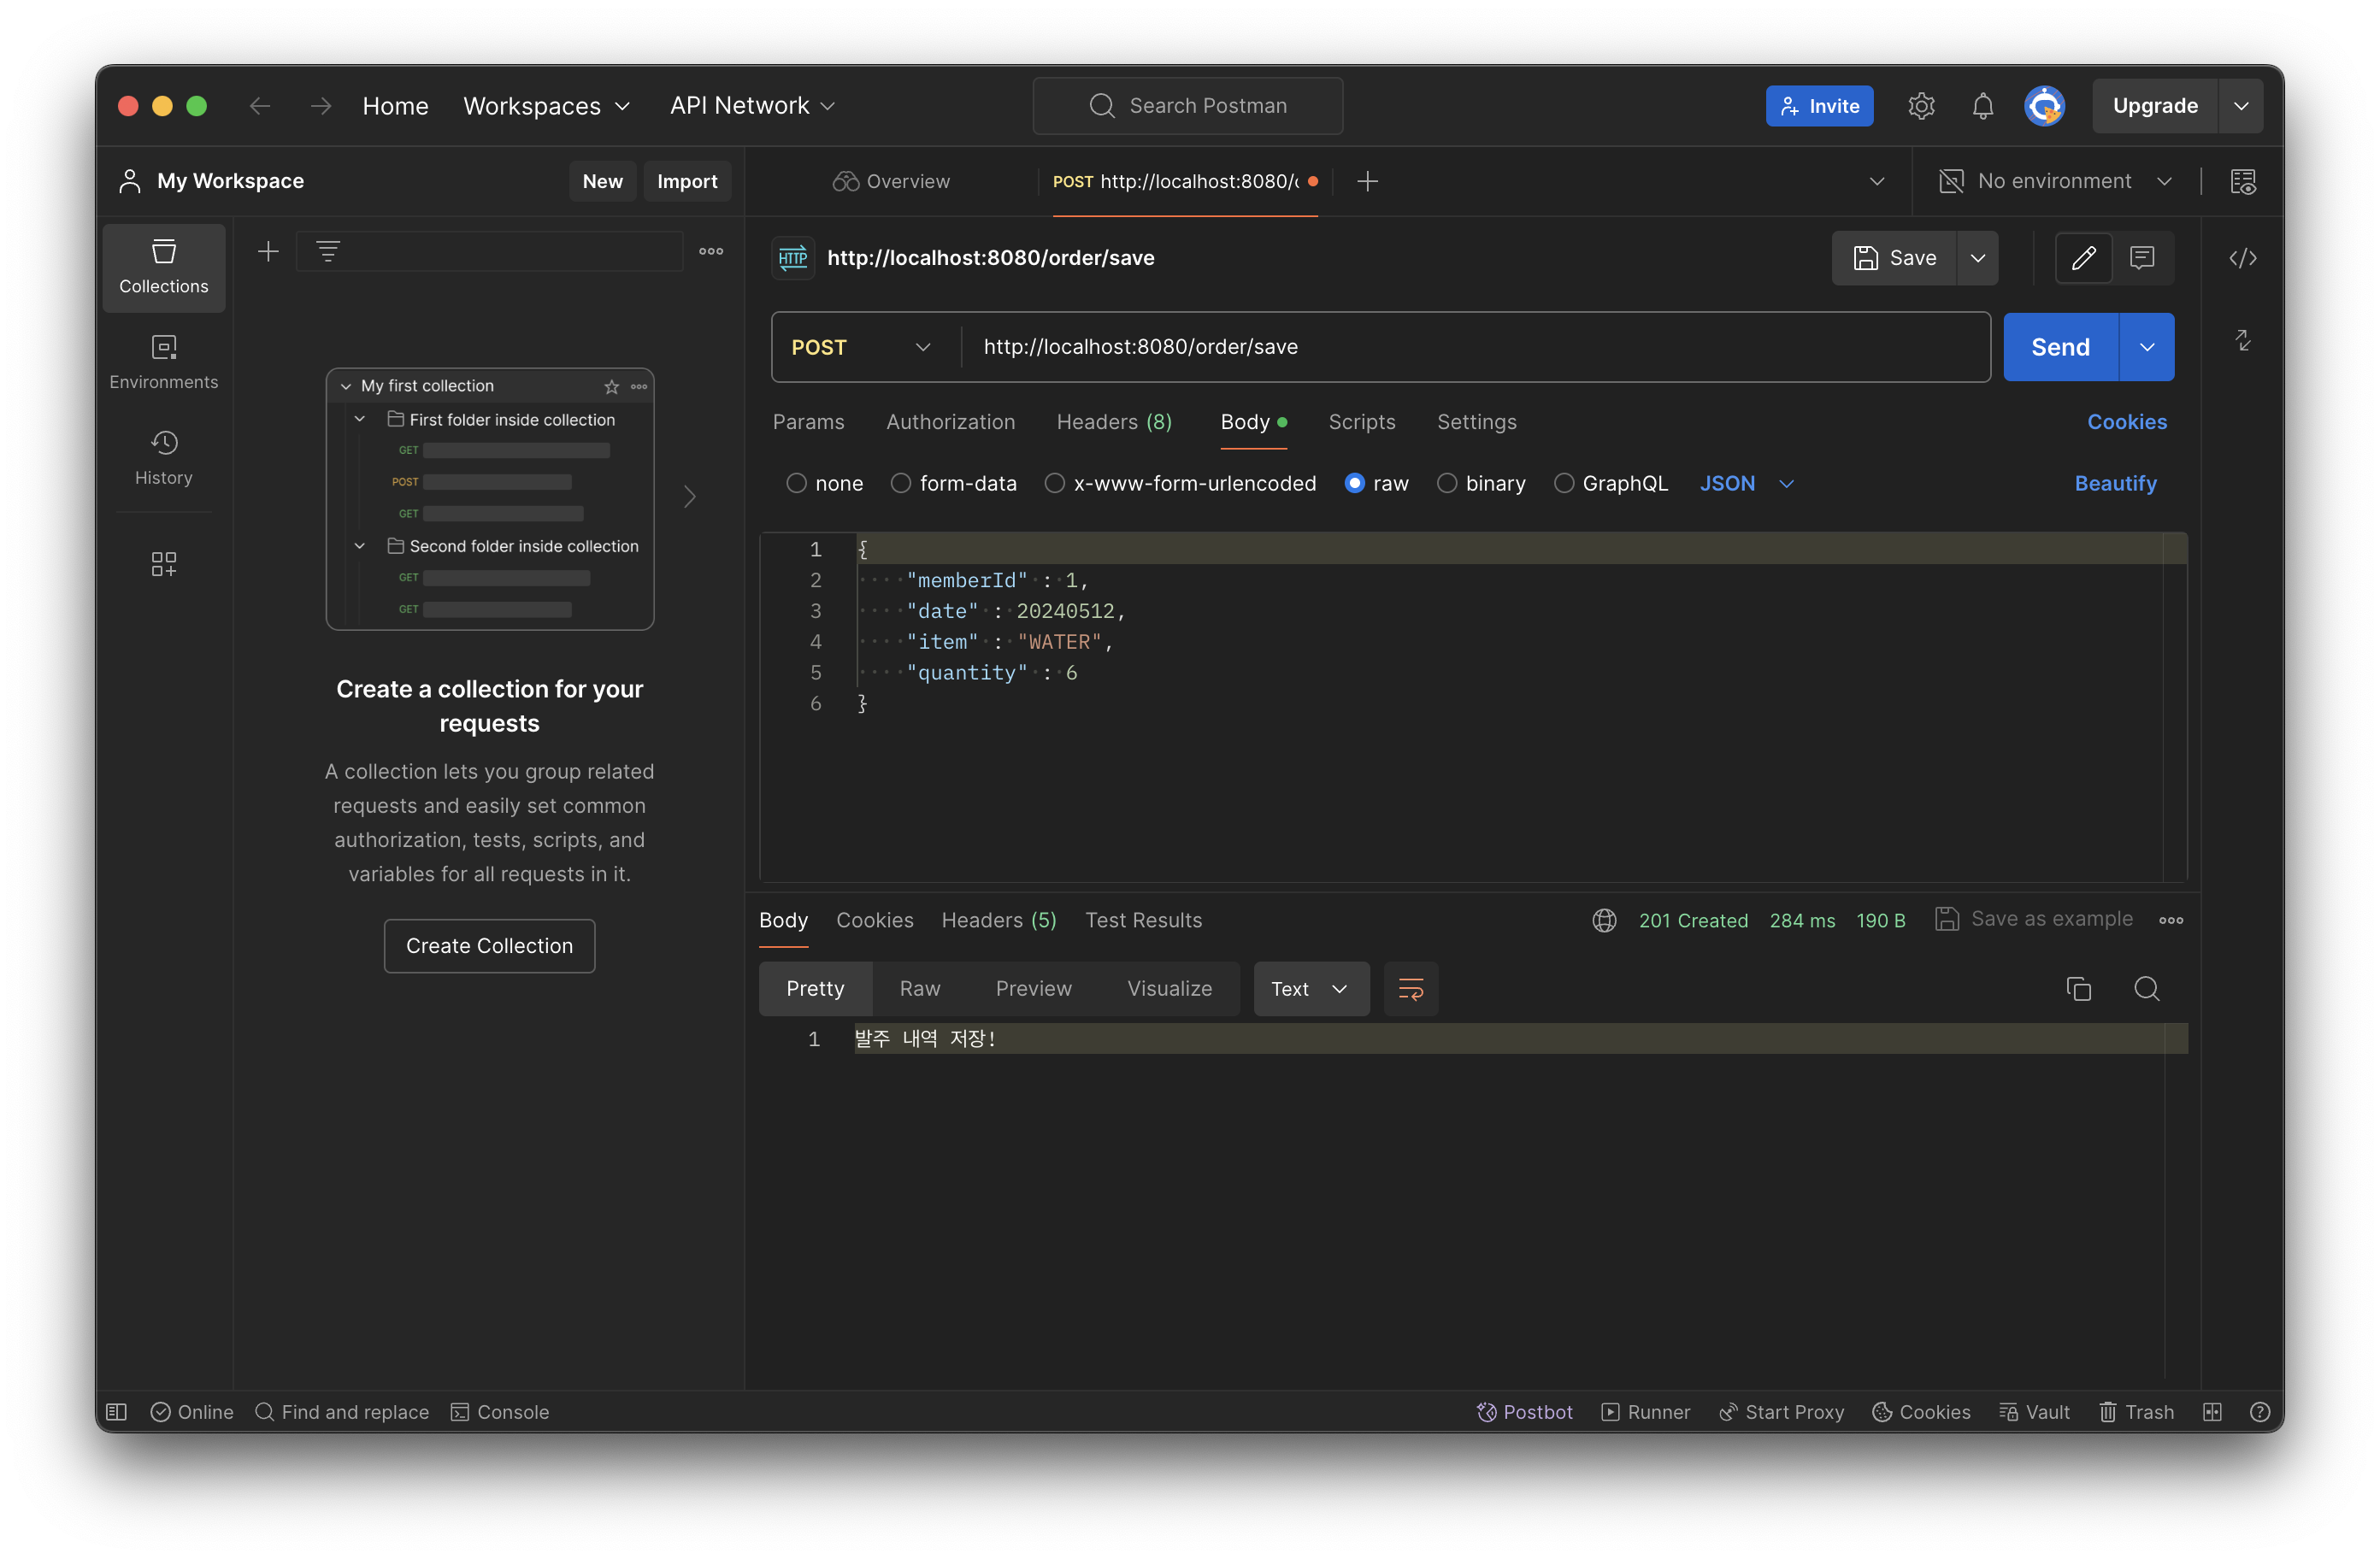 Home Workspaces API Network Search Postman Invite Upgrade
My Workspace New Import Overview POST http://localhost:8080/ No environment
Collections
Environments
History
My first collection
First folder inside collection
GET
POST
GET
Second folder inside collection
GET
GET
Create a collection for your
requests
A collection lets you group related
requests and easily set common
authorization, tests, scripts, and
variables for all requests in it.
Create Collection
HTTP http://localhost:8080/order/save Save
POST http://localhost:8080/order/save Send
Params Authorization Headers (8) Body Scripts Settings Cookies
none form-data x-www-form-urlencoded raw binary GraphQL JSON Beautify
1 {
2 "memberId" : 1,
3 "date" : 20240512,
4 "item" : "WATER",
5 "quantity" : 6
6 }
Body Cookies Headers (5) Test Results 201 Created 284 ms 190 B Save as example
Pretty Raw Preview Visualize Text
1 발주 내역 저장!
Online Find and replace Console Postbot Runner Start Proxy Cookies Vault Trash